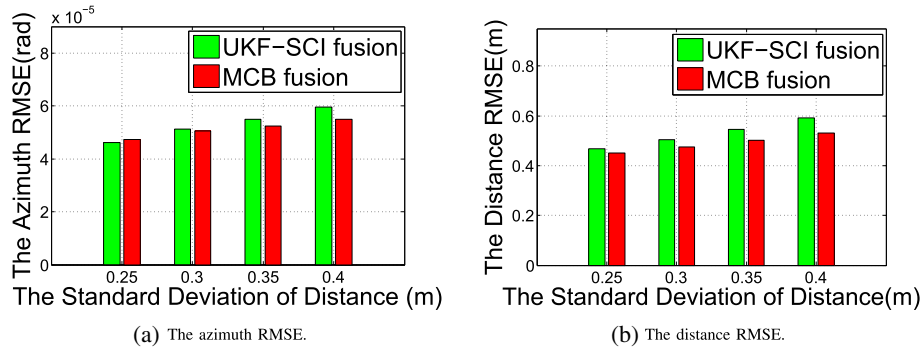 × 10⁻⁵
The Azimuth RMSE(rad)
8
6
4
2
0
UKF−SCI fusion
MCB fusion
0.25 0.3 0.35 0.4
The Standard Deviation of Distance (m)
(a) The azimuth RMSE.
The Distance RMSE(m)
0.8
0.6
0.4
0.2
0
UKF−SCI fusion
MCB fusion
0.25 0.3 0.35 0.4
The Standard Deviation of Distance(m)
(b) The distance RMSE.